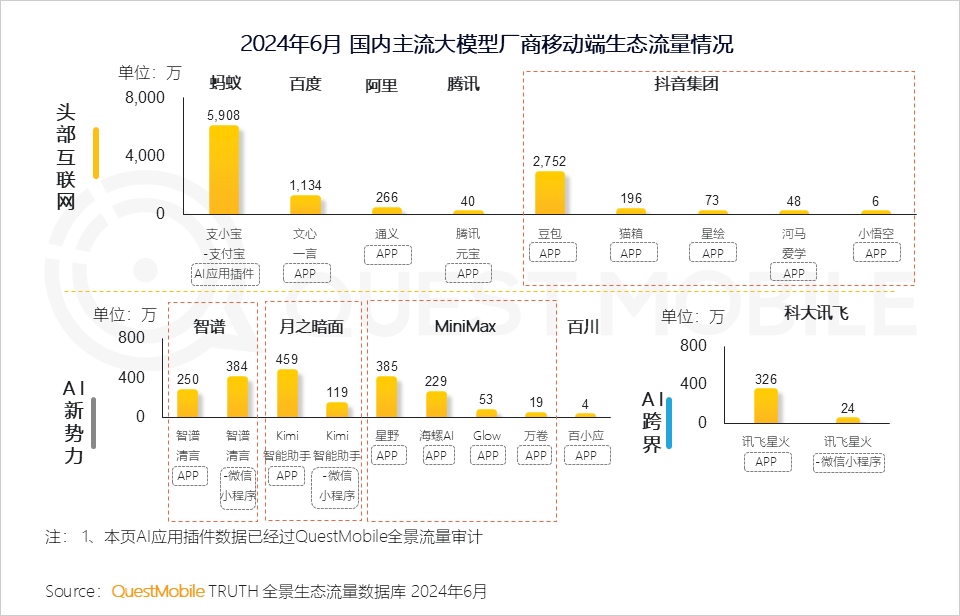 2024年6月 国内主流大模型厂商移动端生态流量情况
单位：万
头部互联网
蚂蚁
百度
阿里
腾讯
抖音集团
8,000
4,000
0
5,908
1,134
266
40
2,752
196
73
48
6
支小宝
-支付宝
AI应用插件
文心
一言
APP
通义
APP
腾讯
元宝
APP
豆包
APP
猫箱
APP
星绘
APP
河马
爱学
APP
小悟空
APP
QUEST MOBILE
单位：万
AI新势力
智谱
月之暗面
MiniMax
百川
800
400
0
250
384
459
119
385
229
53
19
4
智谱
清言
APP
智谱
清言
-微信
小程序
Kimi
智能助手
APP
Kimi
智能助手
-微信
小程序
星野
APP
海螺AI
APP
Glow
APP
万卷
APP
百小应
APP
单位：万
AI跨界
科大讯飞
800
400
0
326
24
讯飞星火
APP
讯飞星火
-微信小程序
注： 1、本页AI应用插件数据已经过QuestMobile全景流量审计
Source：QuestMobile TRUTH 全景生态流量数据库 2024年6月